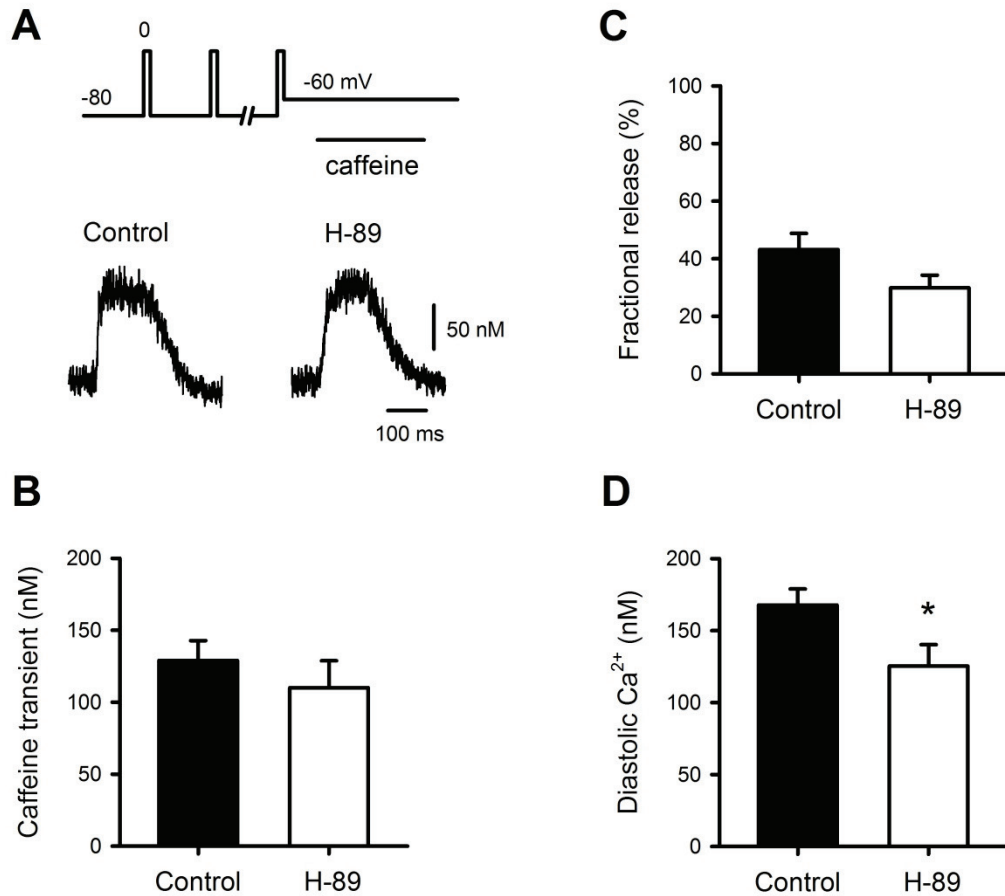 A
0
-80
-60 mV
caffeine
Control
H-89
50 nM
100 ms
B
Caffeine transient (nM)
200
150
100
50
0
Control
H-89
C
Fractional release (%)
100
80
60
40
20
0
Control
H-89
D
Diastolic Ca²⁺ (nM)
200
150
100
50
0
*
Control
H-89